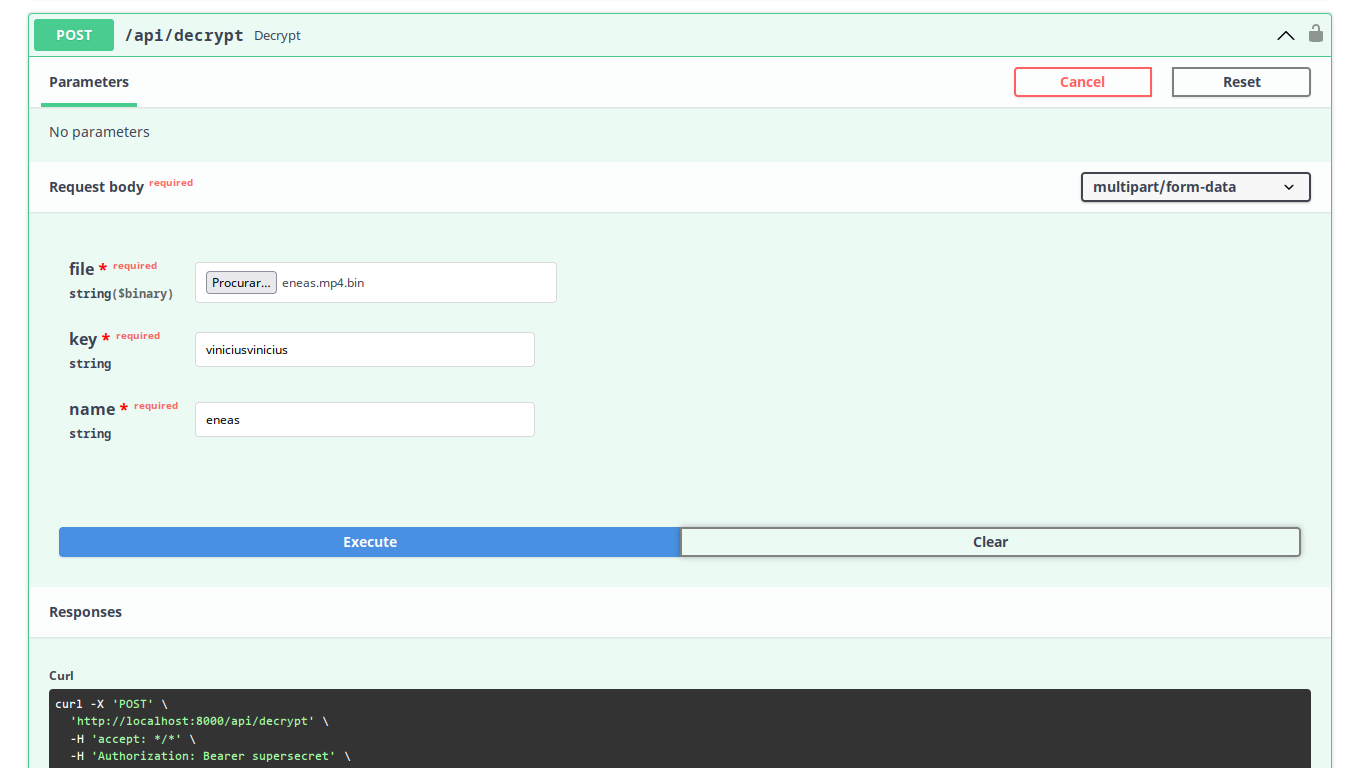 POST /api/decrypt Decrypt
Parameters Cancel Reset
No parameters
Request body required multipart/form-data
file * required
string($binary) Procurar... eneas.mp4.bin
key * required
string viniciusvinicius
name * required
string eneas
Execute Clear
Responses
Curl
curl -X 'POST' \
'http://localhost:8000/api/decrypt' \
-H 'accept: */*' \
-H 'Authorization: Bearer supersecret' \